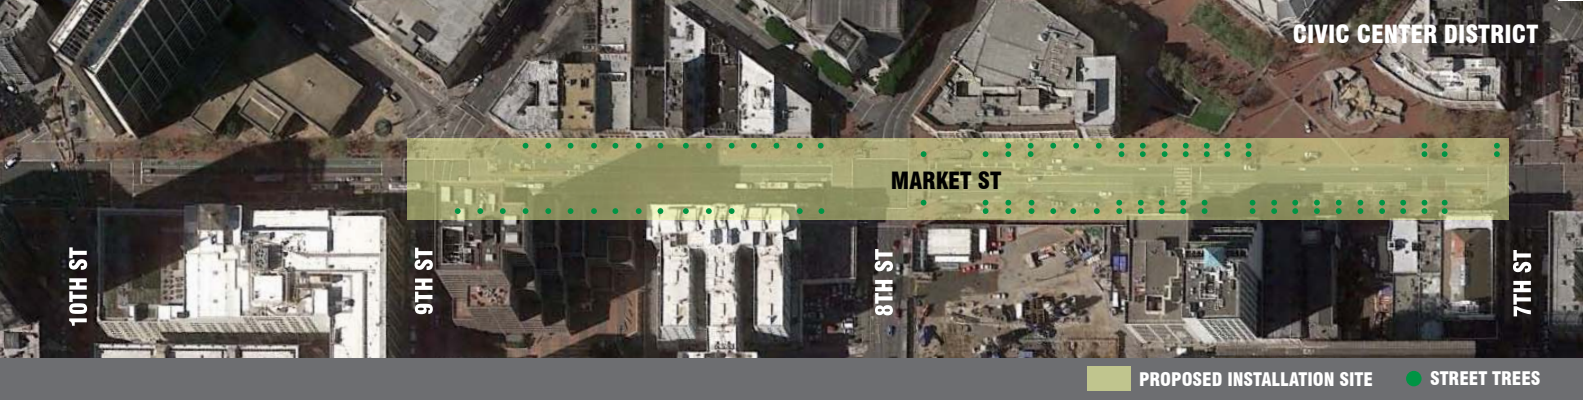 CIVIC CENTER DISTRICT
MARKET ST
10TH ST
9TH ST
8TH ST
7TH ST
PROPOSED INSTALLATION SITE
STREET TREES